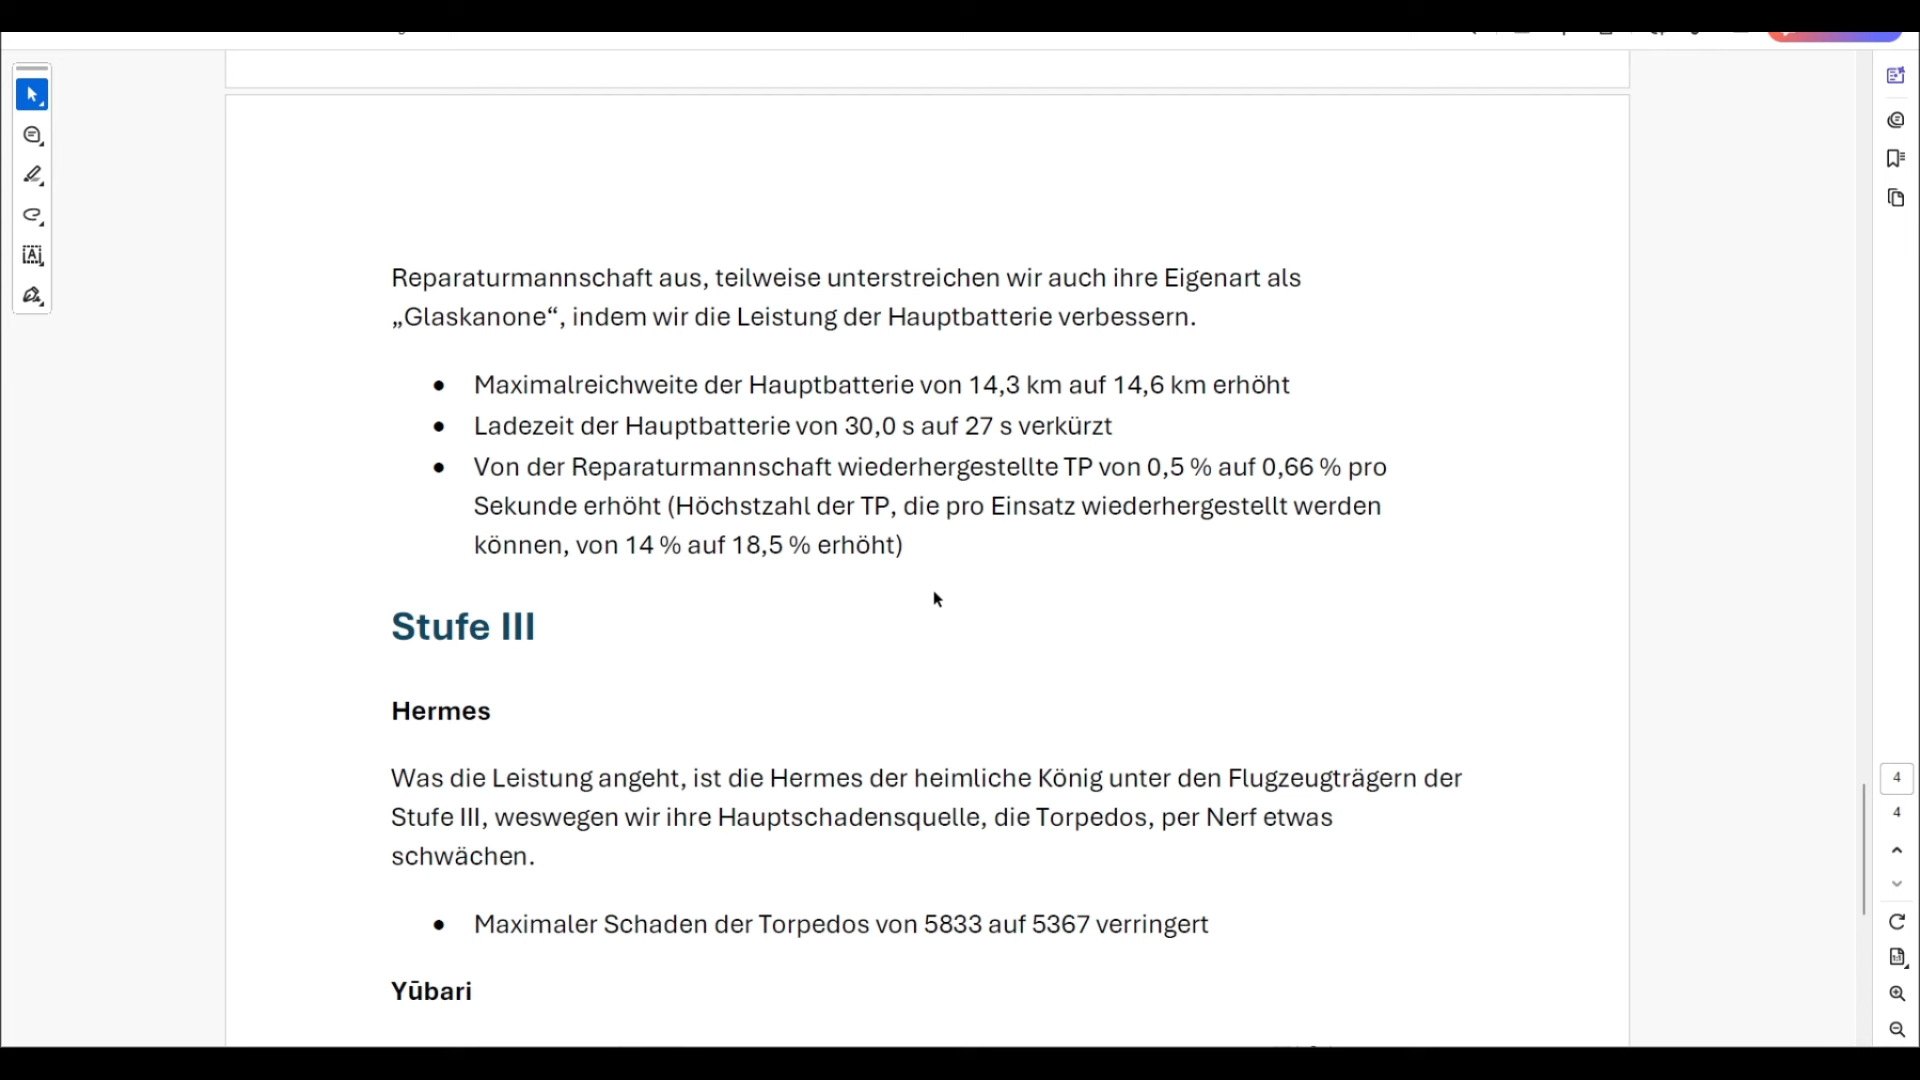 Reparaturmannschaft aus, teilweise unterstreichen wir auch ihre Eigenart als
„Glaskanone“, indem wir die Leistung der Hauptbatterie verbessern.
● Maximalreichweite der Hauptbatterie von 14,3 km auf 14,6 km erhöht
● Ladezeit der Hauptbatterie von 30,0 s auf 27 s verkürzt
● Von der Reparaturmannschaft wiederhergestellte TP von 0,5 % auf 0,66 % pro
Sekunde erhöht (Höchstzahl der TP, die pro Einsatz wiederhergestellt werden
können, von 14 % auf 18,5 % erhöht)
Stufe III
Hermes
Was die Leistung angeht, ist die Hermes der heimliche König unter den Flugzeugträgern der
Stufe III, weswegen wir ihre Hauptschadensquelle, die Torpedos, per Nerf etwas
schwächen.
● Maximaler Schaden der Torpedos von 5833 auf 5367 verringert
Yūbari
4
4